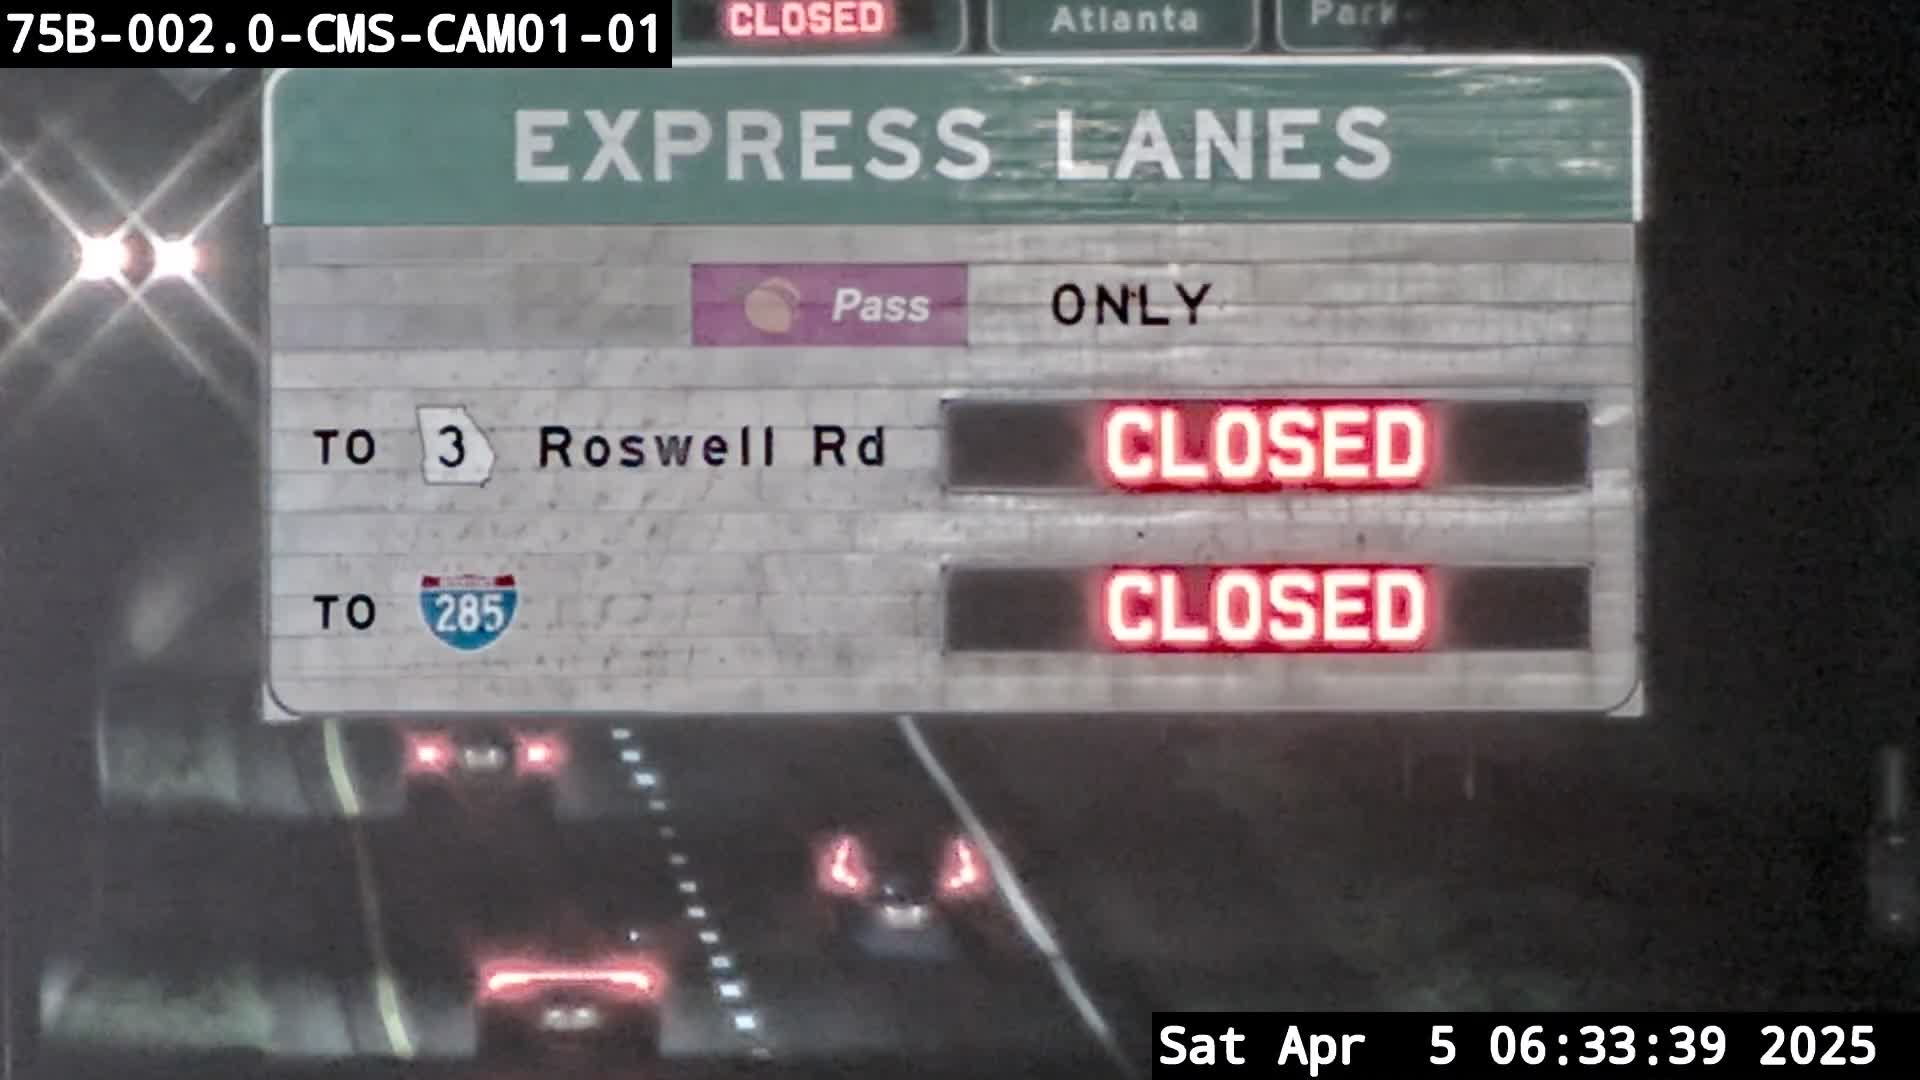 75B-002.0-CMS-CAM01-01
CLOSED
Atlanta
EXPRESS LANES
Pass ONLY
TO 3 Roswell Rd CLOSED
TO 285 CLOSED
Sat Apr 5 06:33:39 2025